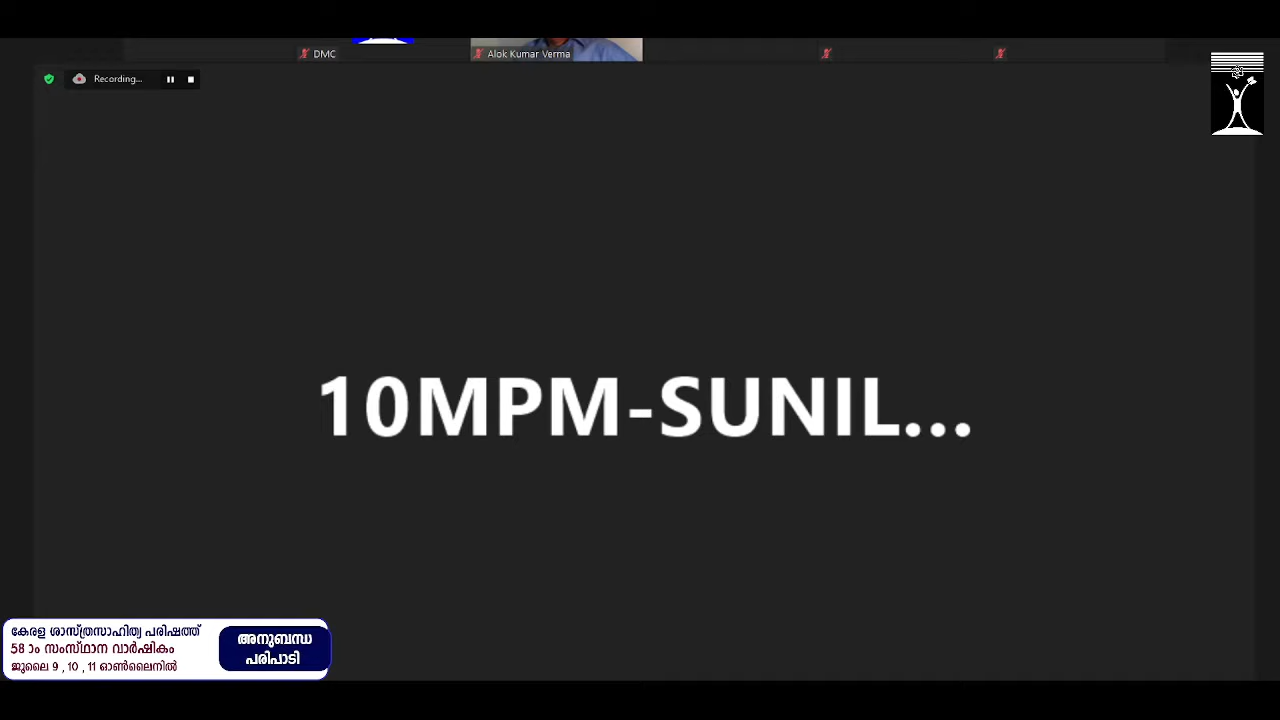 DMC
Alok Kumar Verma
Recording...
10MPM-SUNIL...
കേരള ശാസ്ത്രസാഹിത്യ പരിഷത്ത്
58 ാം സംസ്ഥാന വാർഷികം
ജൂലൈ 9 , 10 , 11 ഓൺലൈനിൽ
അനുബന്ധ
പരിപാടി